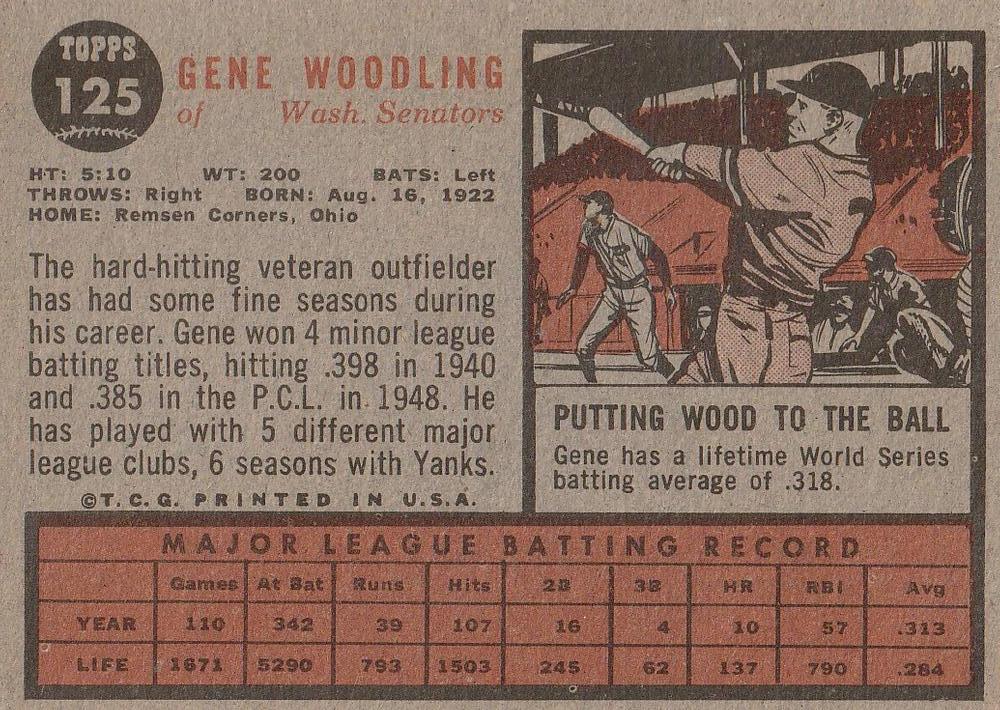 TOPPS
125
GENE WOODLING
of Wash. Senators
HT: 5:10 WT: 200 BATS: Left
THROWS: Right BORN: Aug. 16, 1922
HOME: Remsen Corners, Ohio
The hard-hitting veteran outfielder
has had some fine seasons during
his career. Gene won 4 minor league
batting titles, hitting .398 in 1940
and .385 in the P.C.L. in 1948. He
has played with 5 different major
league clubs, 6 seasons with Yanks.
©T.C.G. PRINTED IN U.S.A.
PUTTING WOOD TO THE BALL
Gene has a lifetime World Series
batting average of .318.
MAJOR LEAGUE BATTING RECORD
Games At Bat Runs Hits 2B 3B HR RBI Avg
YEAR 110 342 39 107 16 4 10 57 .313
LIFE 1671 5290 793 1503 245 62 137 790 .284